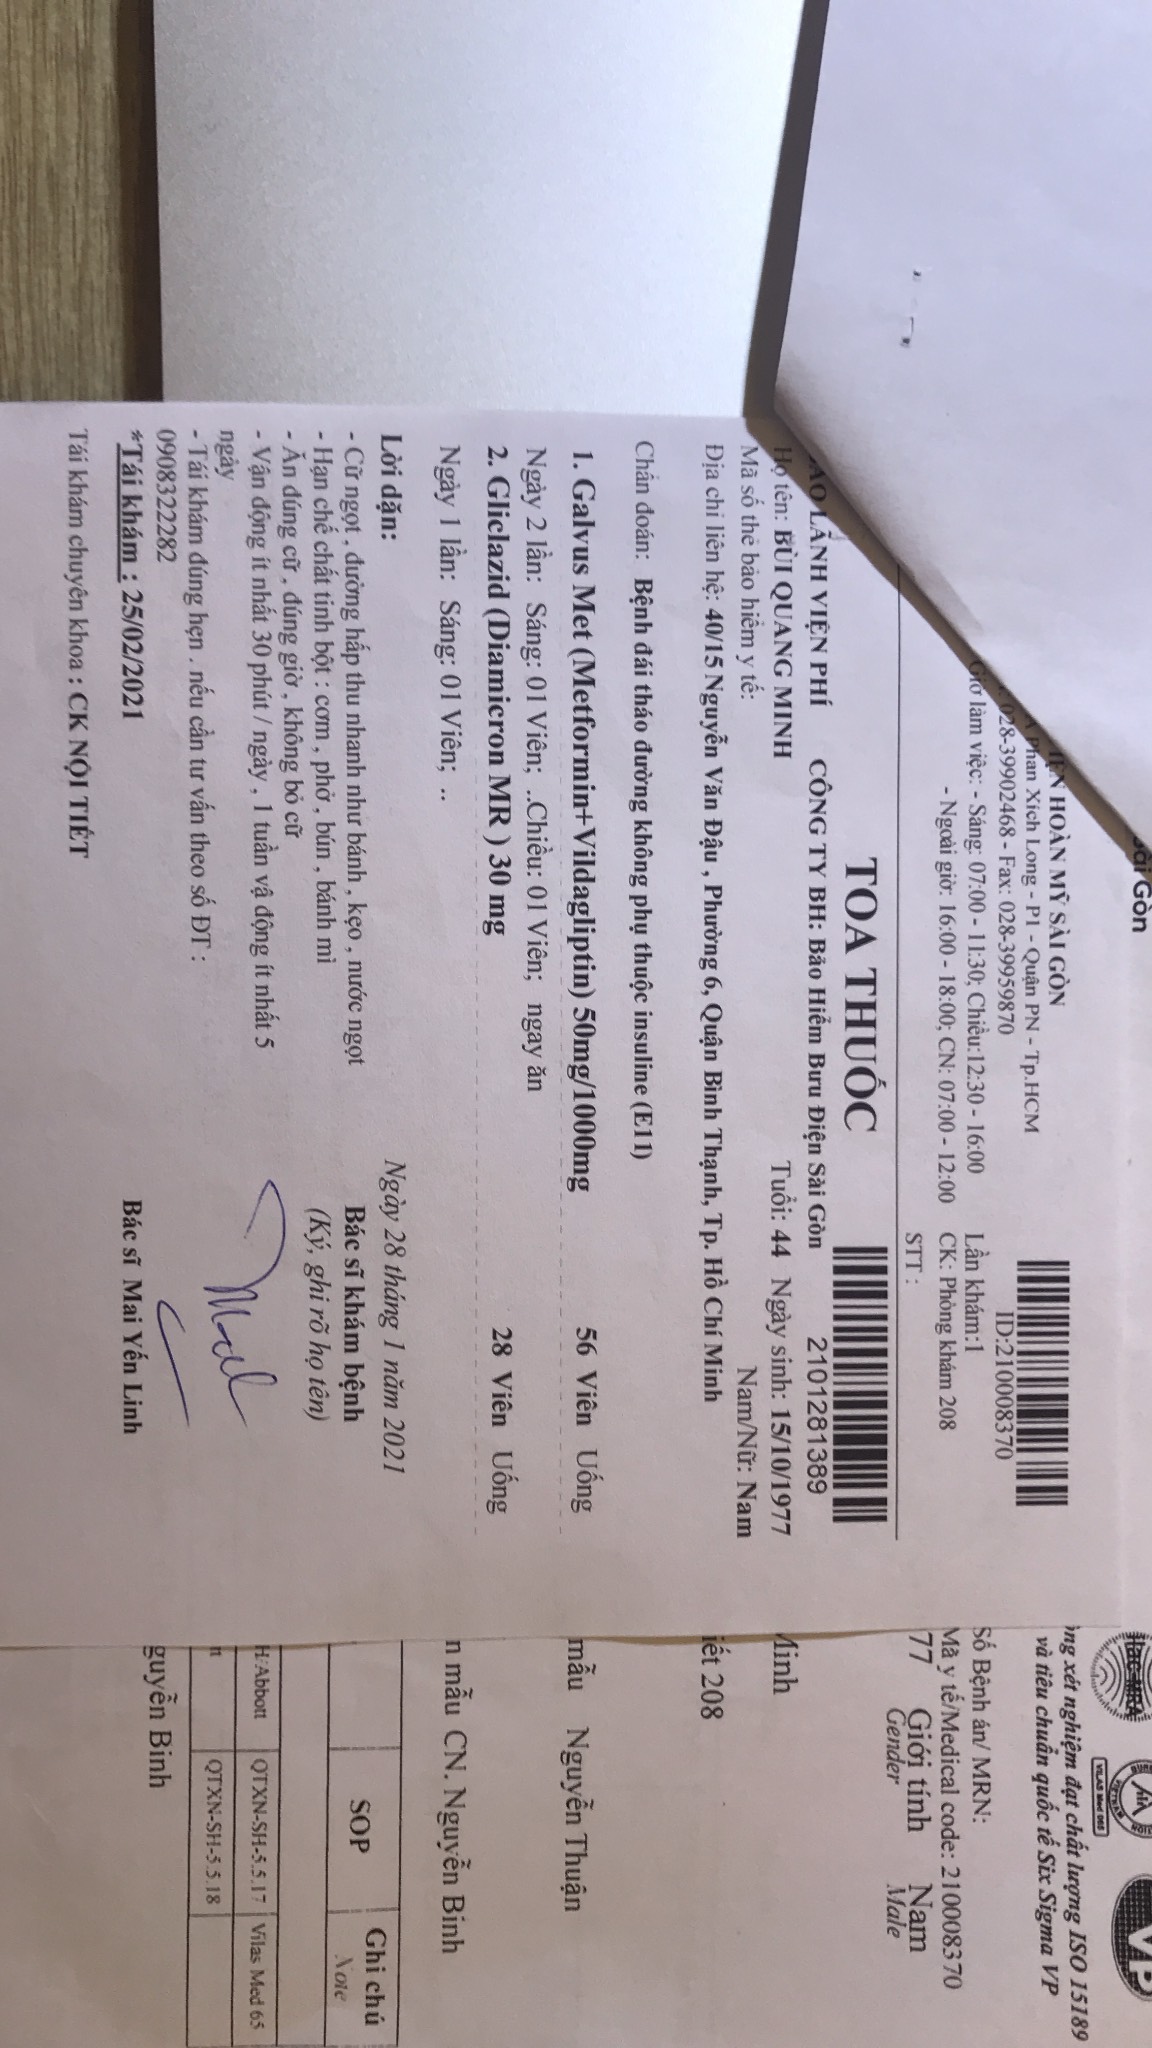 Sài Gòn
HOÀN MỸ SÀI GÒN
Phan Xích Long - P1 - Quận PN - Tp.HCM
028-39902468 - Fax: 028-39959870
Giờ làm việc: - Sáng: 07:00 - 11:30; Chiều:12:30 - 16:00
- Ngoài giờ: 16:00 - 18:00; CN: 07:00 - 12:00
ID:210008370
Lần khám:1
CK: Phòng khám 208
STT :
TOA THUỐC
LÃNH VIỆN PHÍ CÔNG TY BH: Bảo Hiểm Bưu Điện Sài Gòn 2101281389
Họ tên: BÙI QUANG MINH Tuổi: 44 Ngày sinh: 15/10/1977
Mã số thẻ bảo hiểm y tế: Nam/Nữ: Nam
Địa chỉ liên hệ: 40/15 Nguyễn Văn Đậu , Phường 6, Quận Bình Thạnh, Tp. Hồ Chí Minh
Chẩn đoán: Bệnh đái tháo đường không phụ thuộc insuline (E11)
1. Galvus Met (Metformin+Vildagliptin) 50mg/1000mg 56 Viên Uống
Ngày 2 lần: Sáng: 01 Viên; ..Chiều: 01 Viên; ngay ăn
2. Gliclazid (Diamicron MR ) 30 mg 28 Viên Uống
Ngày 1 lần: Sáng: 01 Viên; ..
Lời dặn:
- Cữ ngọt , đường hấp thu nhanh như bánh , kẹo , nước ngọt
- Hạn chế chất tinh bột : cơm , phở , bún , bánh mì
- Ăn đúng cữ , đúng giờ , không bỏ cữ
- Vận động ít nhất 30 phút / ngày , 1 tuần vậ động ít nhất 5
ngày
- Tái khám đúng hẹn . nếu cần tư vấn theo số ĐT :
0908322282
*Tái khám : 25/02/2021
Tái khám chuyên khoa : CK NỘI TIẾT
Ngày 28 tháng 1 năm 2021
Bác sĩ khám bệnh
(Ký, ghi rõ họ tên)
Bác sĩ Mai Yến Linh
ng xét nghiệm đạt chất lượng ISO 15189
và tiêu chuẩn quốc tế Six Sigma VP
Số Bệnh án/ MRN:
Mã y tế/Medical code: 210008370
77 Giới tính Nam
Gender Male
Minh
iết 208
mẫu Nguyễn Thuận
n mẫu CN. Nguyễn Bính
SOP Ghi chú
Note
H/Abbott QTXN-SH-5.5.17 Vilas Med 65
tt QTXN-SH-5.5.18
guyễn Binh